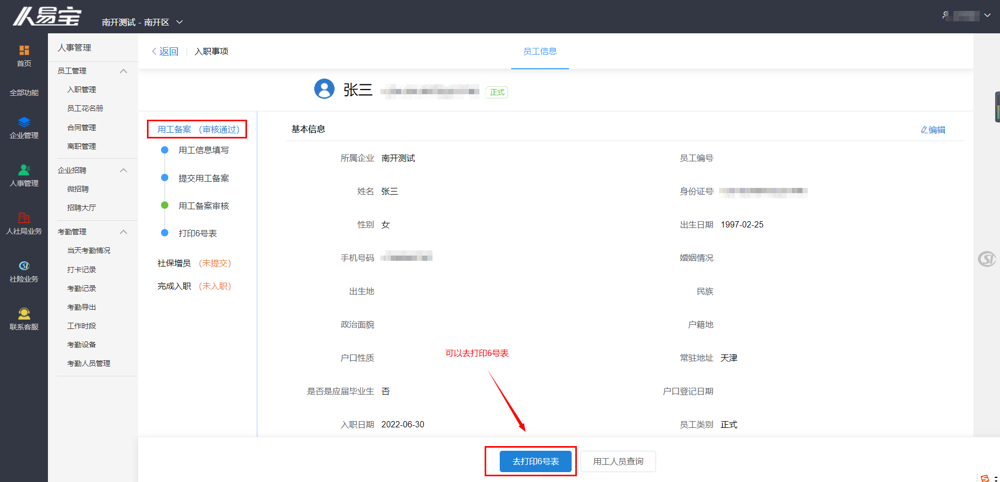 人易宝
南开测试 - 南开区
首页
全部功能
企业管理
人事管理
人社局业务
社险业务
联系客服
人事管理
员工管理
入职管理
员工花名册
合同管理
离职管理
企业招聘
微招聘
招聘大厅
考勤管理
当天考勤情况
打卡记录
考勤记录
考勤导出
工作时段
考勤设备
考勤人员管理
返回
入职事项
员工信息
张三
正式
用工备案 （审核通过）
用工信息填写
提交用工备案
用工备案审核
打印6号表
社保增员 （未提交）
完成入职 （未入职）
基本信息
编辑
所属企业 南开测试
员工编号
姓名 张三
身份证号
性别 女
出生日期 1997-02-25
手机号码
婚姻情况
出生地
民族
政治面貌
户籍地
户口性质
常驻地址 天津
是否是应届毕业生 否
户口登记日期
入职日期 2022-06-30
员工类别 正式
可以去打印6号表
去打印6号表
用工人员查询